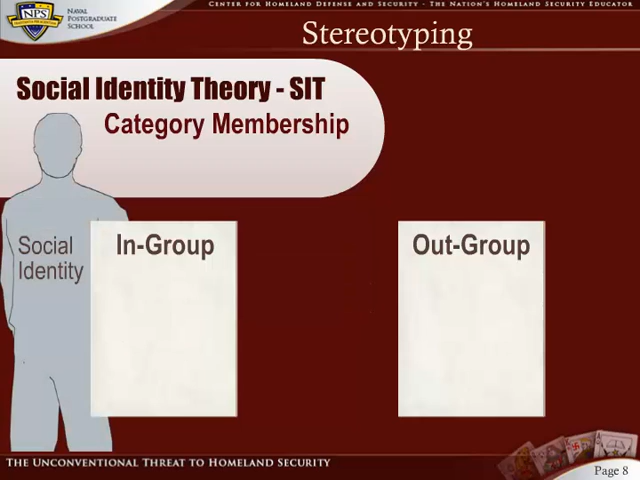 Center for Homeland Defense and Security - The Nation's Homeland Security Educator
NPS
Naval
Postgraduate
School
Stereotyping
Social Identity Theory - SIT
Category Membership
Social
Identity
In-Group
Out-Group
The Unconventional Threat to Homeland Security
Page 8